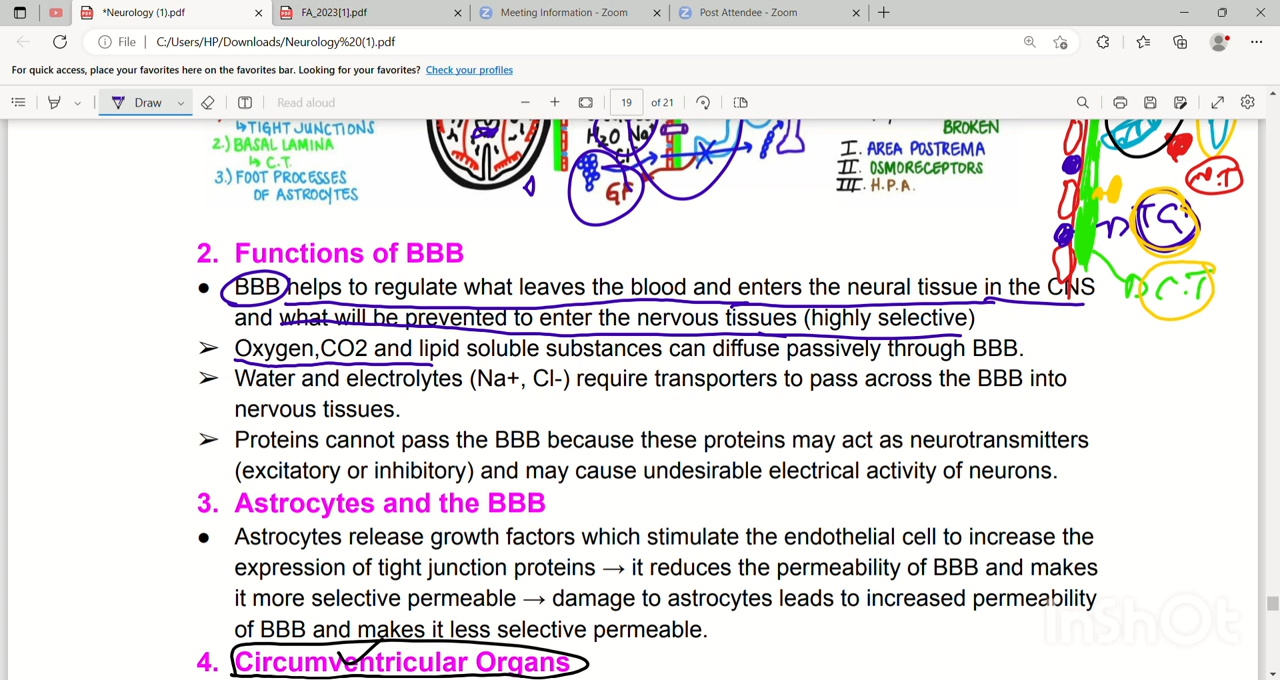 *Neurology (1).pdf
FA_2023[1].pdf
Meeting Information - Zoom
Post Attendee - Zoom
File
C:/Users/HP/Downloads/Neurology%20(1).pdf
For quick access, place your favorites here on the favorites bar. Looking for your favorites? Check your profiles
Draw
Read aloud
19 of 21
↳TIGHT JUNCTIONS
2.) BASAL LAMINA
↳ C.T.
3.) FOOT PROCESSES
OF ASTROCYTES
H₂O Na⁺
GF
BROKEN
I. AREA POSTREMA
II. OSMORECEPTORS
III. H.P.A.
N.T
TG
C.T
2. Functions of BBB
● BBB helps to regulate what leaves the blood and enters the neural tissue in the CNS
and what will be prevented to enter the nervous tissues (highly selective)
➢ Oxygen,CO2 and lipid soluble substances can diffuse passively through BBB.
➢ Water and electrolytes (Na+, Cl-) require transporters to pass across the BBB into
nervous tissues.
➢ Proteins cannot pass the BBB because these proteins may act as neurotransmitters
(excitatory or inhibitory) and may cause undesirable electrical activity of neurons.
3. Astrocytes and the BBB
● Astrocytes release growth factors which stimulate the endothelial cell to increase the
expression of tight junction proteins → it reduces the permeability of BBB and makes
it more selective permeable → damage to astrocytes leads to increased permeability
of BBB and makes it less selective permeable.
4. Circumventricular Organs
InShOt